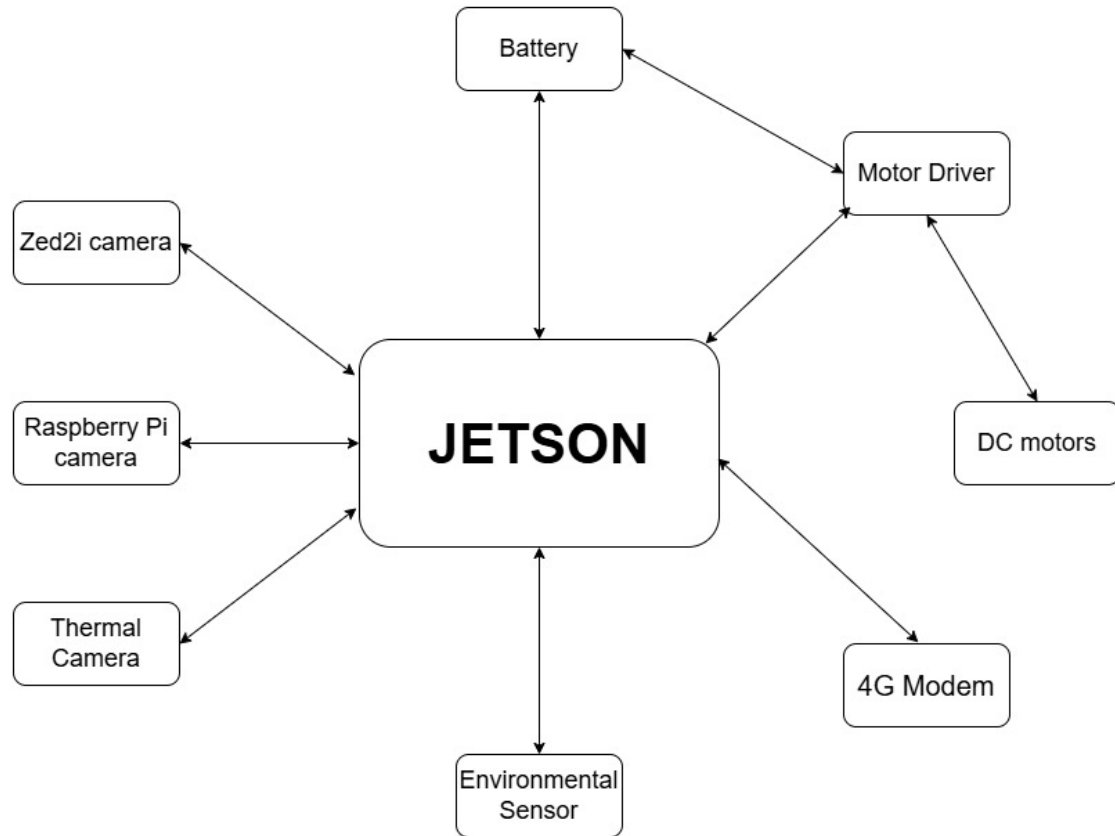 Battery
Motor Driver
Zed2i camera
Raspberry Pi
camera
JETSON
DC motors
Thermal
Camera
4G Modem
Environmental
Sensor